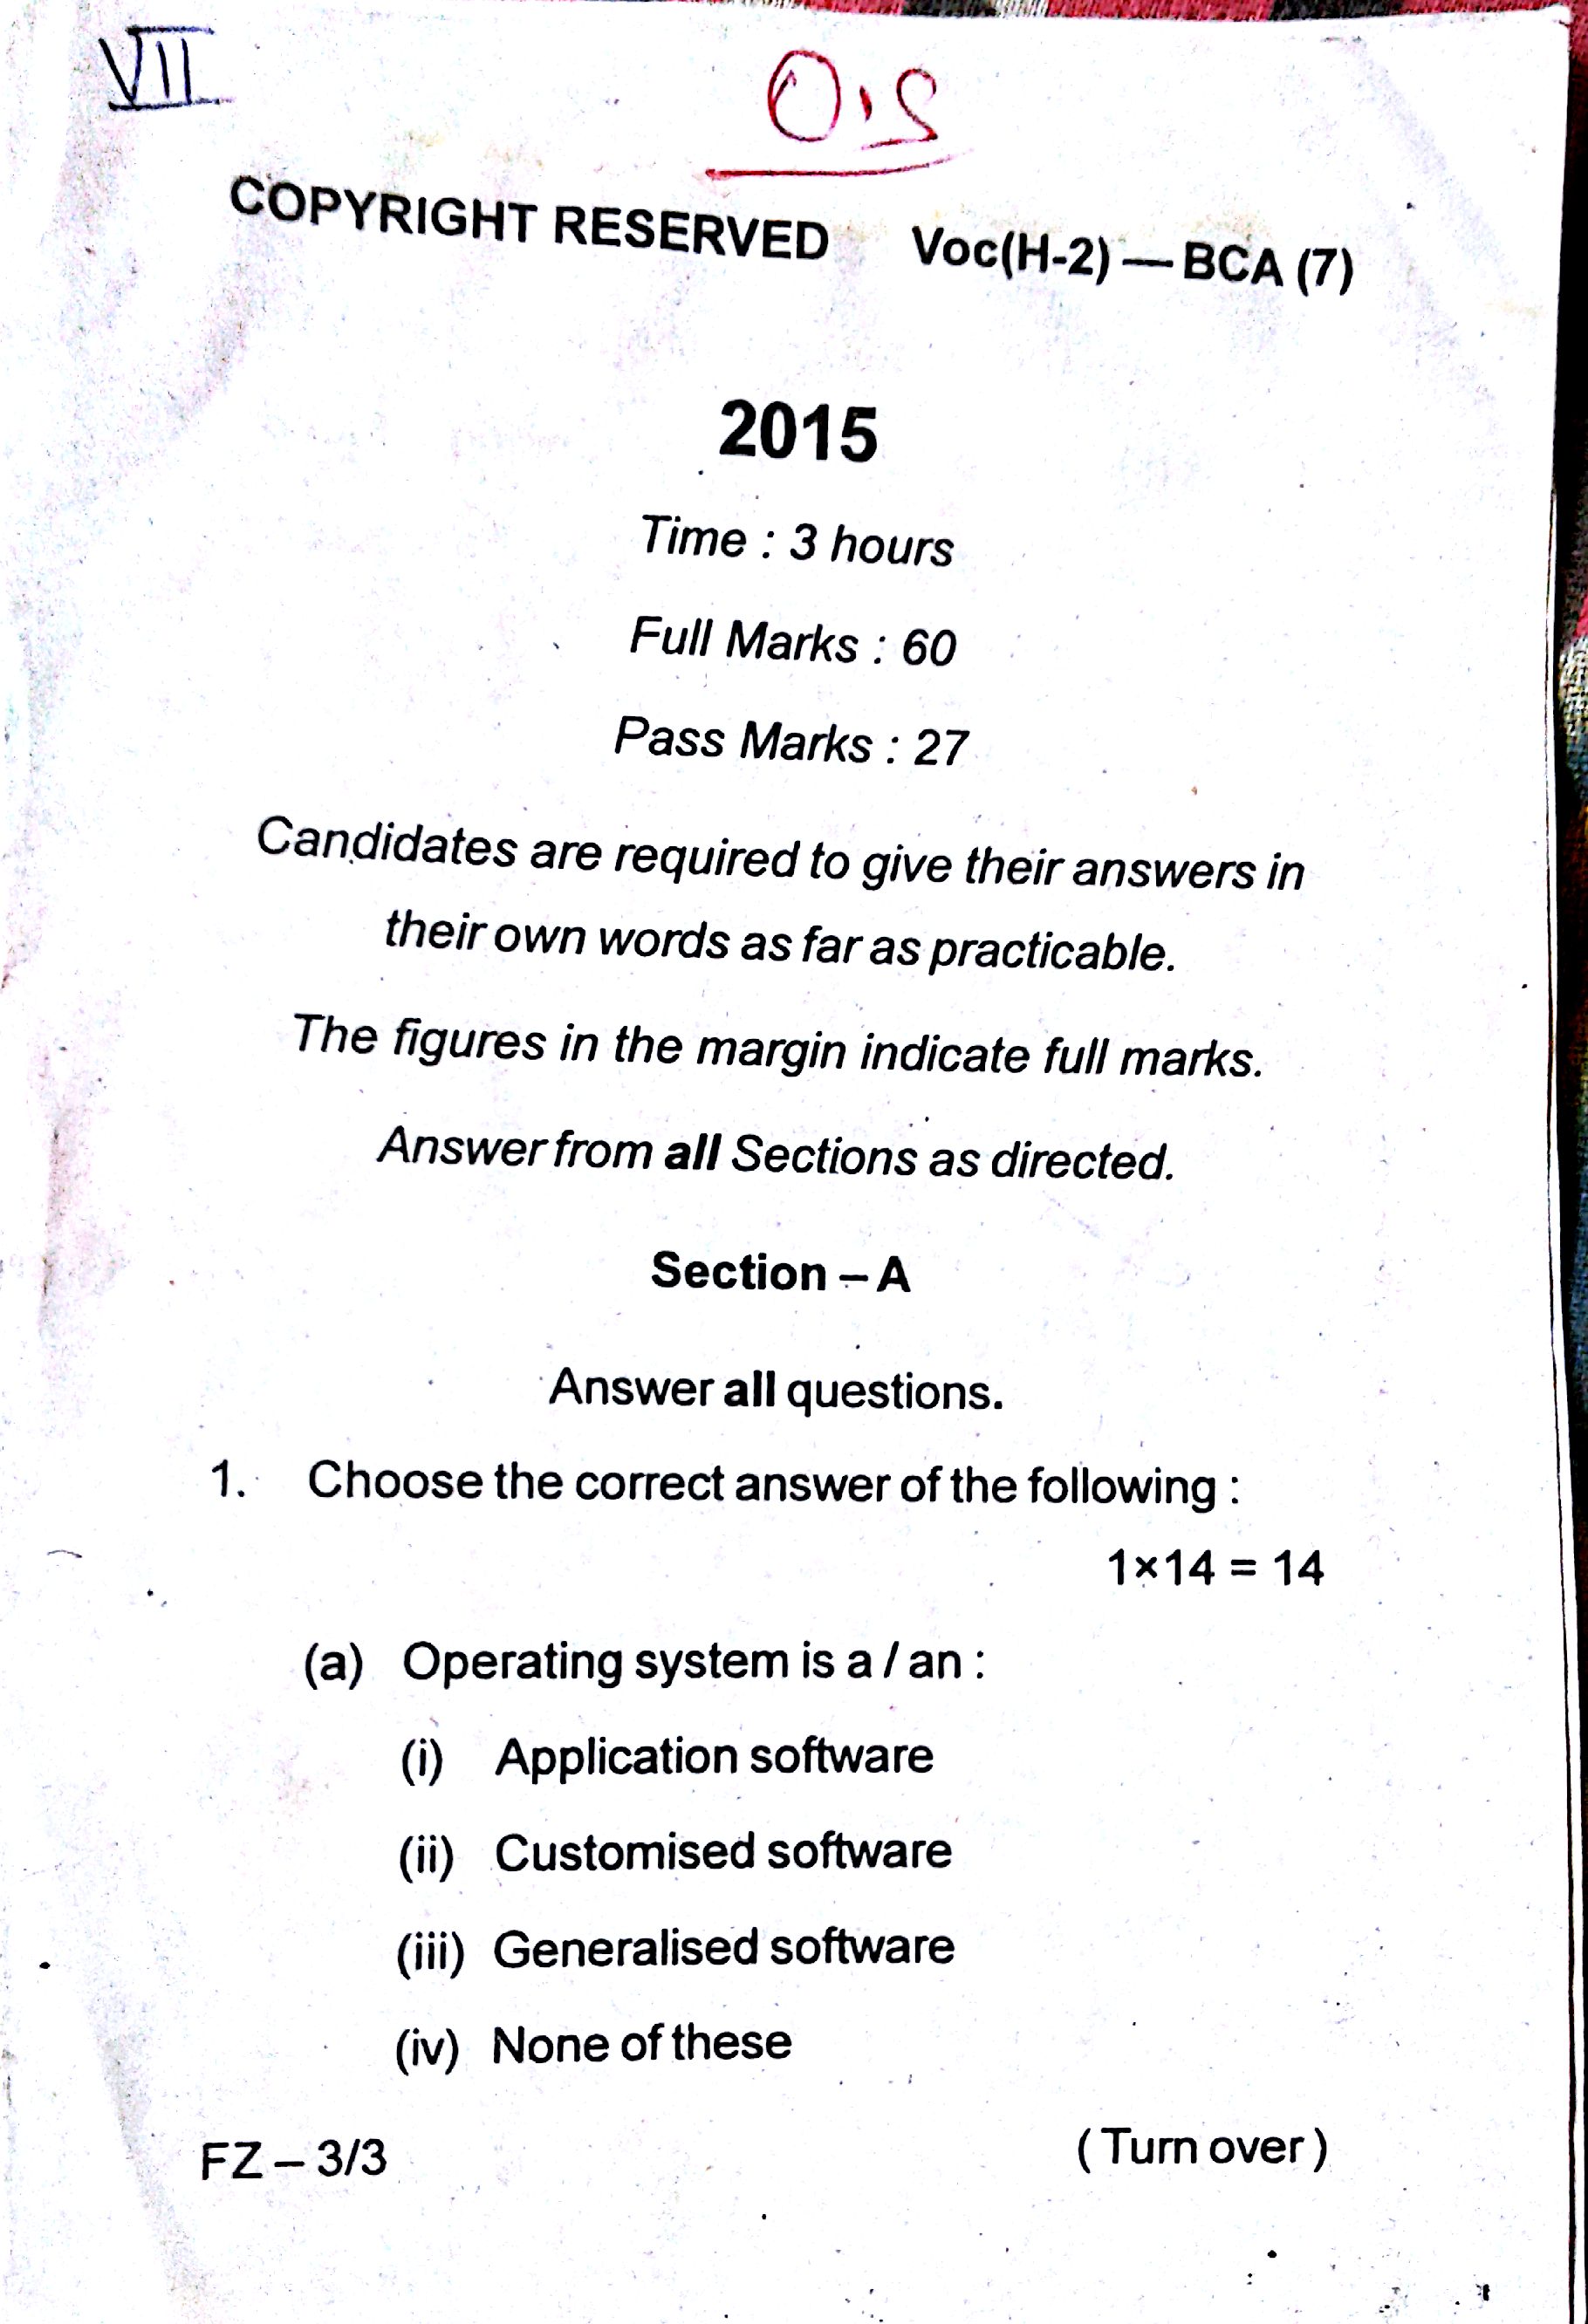 VII
O.S
COPYRIGHT RESERVED Voc(H-2) — BCA (7)
2015
Time : 3 hours
Full Marks : 60
Pass Marks : 27
Candidates are required to give their answers in
their own words as far as practicable.
The figures in the margin indicate full marks.
Answer from all Sections as directed.
Section – A
Answer all questions.
1. Choose the correct answer of the following :
1×14 = 14
(a) Operating system is a / an :
(i) Application software
(ii) Customised software
(iii) Generalised software
(iv) None of these
FZ – 3/3 ( Turn over )